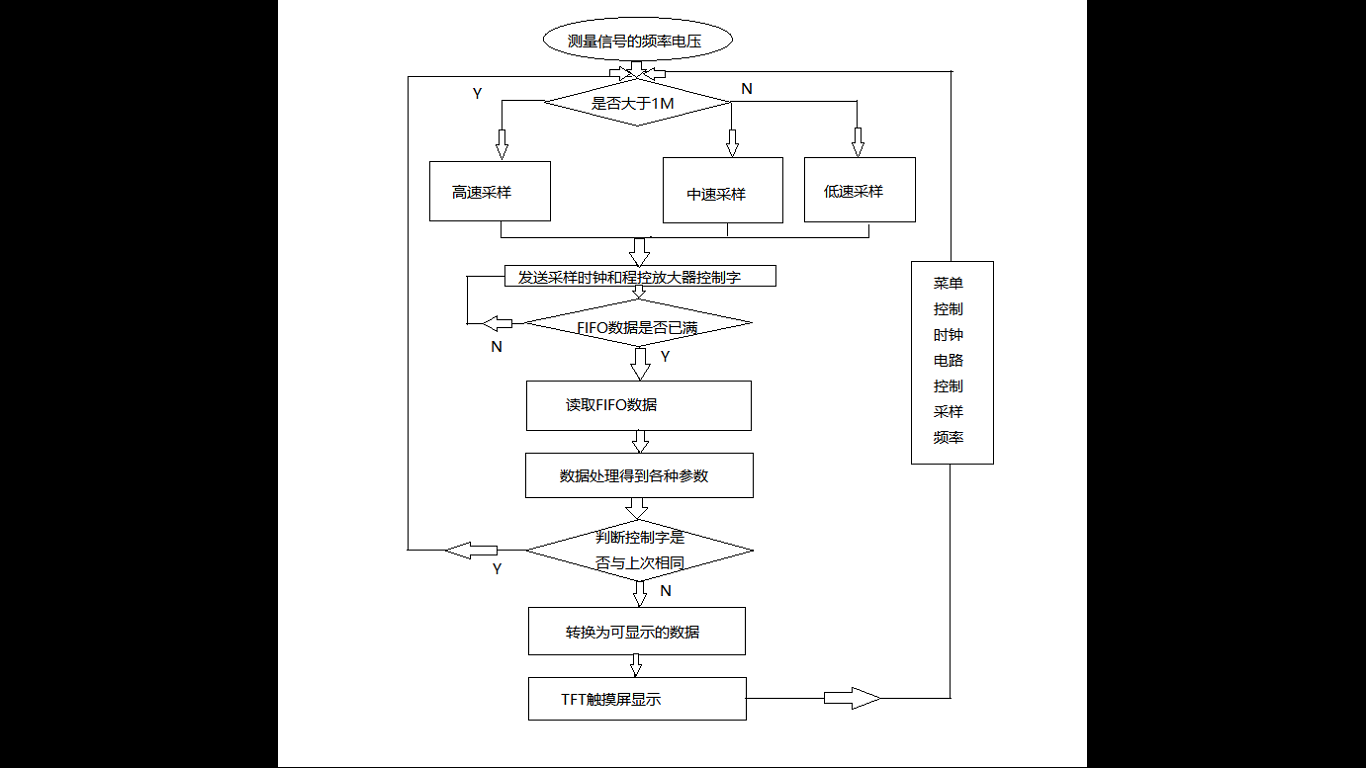 测量信号的频率电压
Y
N
是否大于1M
高速采样
中速采样
低速采样
发送采样时钟和程控放大器控制字
FIFO数据是否已满
N
Y
读取FIFO数据
数据处理得到各种参数
判断控制字是
否与上次相同
Y
N
转换为可显示的数据
TFT触摸屏显示
菜单
控制
时钟
电路
控制
采样
频率